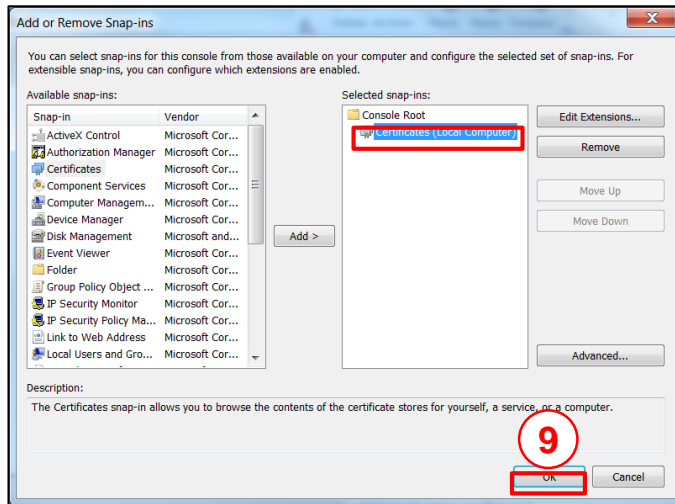 Add or Remove Snap-ins
You can select snap-ins for this console from those available on your computer and configure the selected set of snap-ins. For
extensible snap-ins, you can configure which extensions are enabled.
Available snap-ins:
Selected snap-ins:
Snap-in Vendor
ActiveX Control Microsoft Cor...
Authorization Manager Microsoft Cor...
Certificates Microsoft Cor...
Component Services Microsoft Cor...
Computer Managem... Microsoft Cor...
Device Manager Microsoft Cor...
Disk Management Microsoft and...
Event Viewer Microsoft Cor...
Folder Microsoft Cor...
Group Policy Object ... Microsoft Cor...
IP Security Monitor Microsoft Cor...
IP Security Policy Ma... Microsoft Cor...
Link to Web Address Microsoft Cor...
Local Users and Gro... Microsoft Cor...
Add >
Console Root
Certificates (Local Computer)
Edit Extensions...
Remove
Move Up
Move Down
Advanced...
Description:
The Certificates snap-in allows you to browse the contents of the certificate stores for yourself, a service, or a computer.
9
OK
Cancel